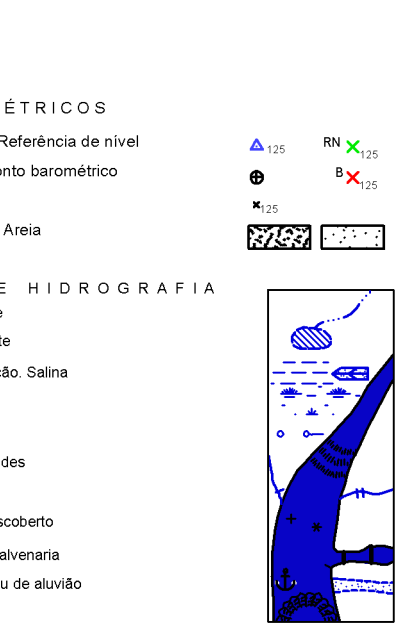 ÉTRICOS
Referência de nível
RN
125
125
onto barométrico
B
125
125
Areia
E HIDROGRAFIA
e
te
ção. Salina
des
scoberto
alvenaria
u de aluvião